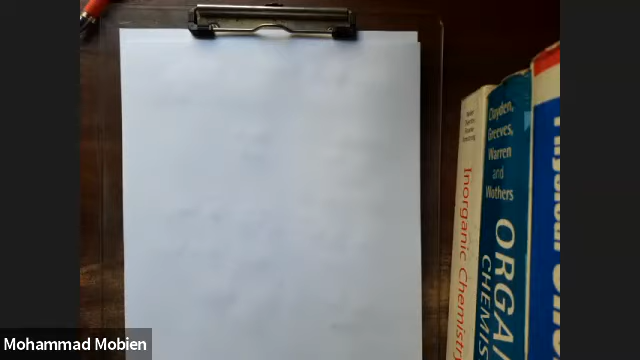 Inorganic Chemistry
Clayden,
Greeves,
Warren
and
Wothers
ORGA
CHEMIS
Mohammad Mobien